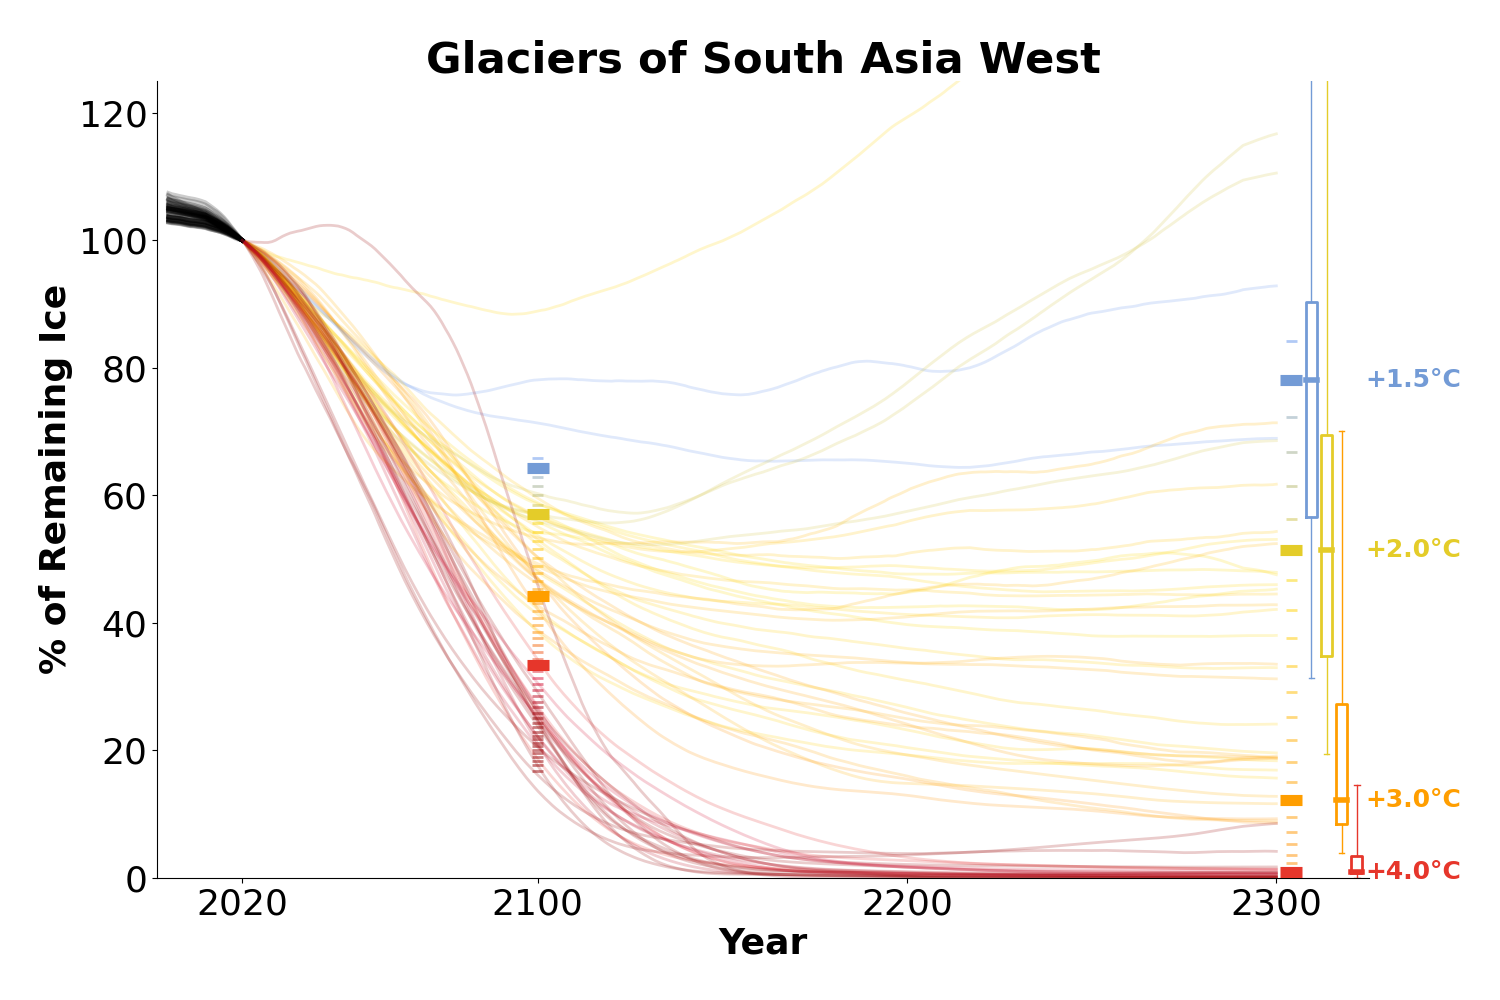 Glaciers of South Asia West
% of Remaining Ice
120
100
80
60
40
20
0
2020
2100
2200
2300
Year
+1.5°C
+2.0°C
+3.0°C
+4.0°C